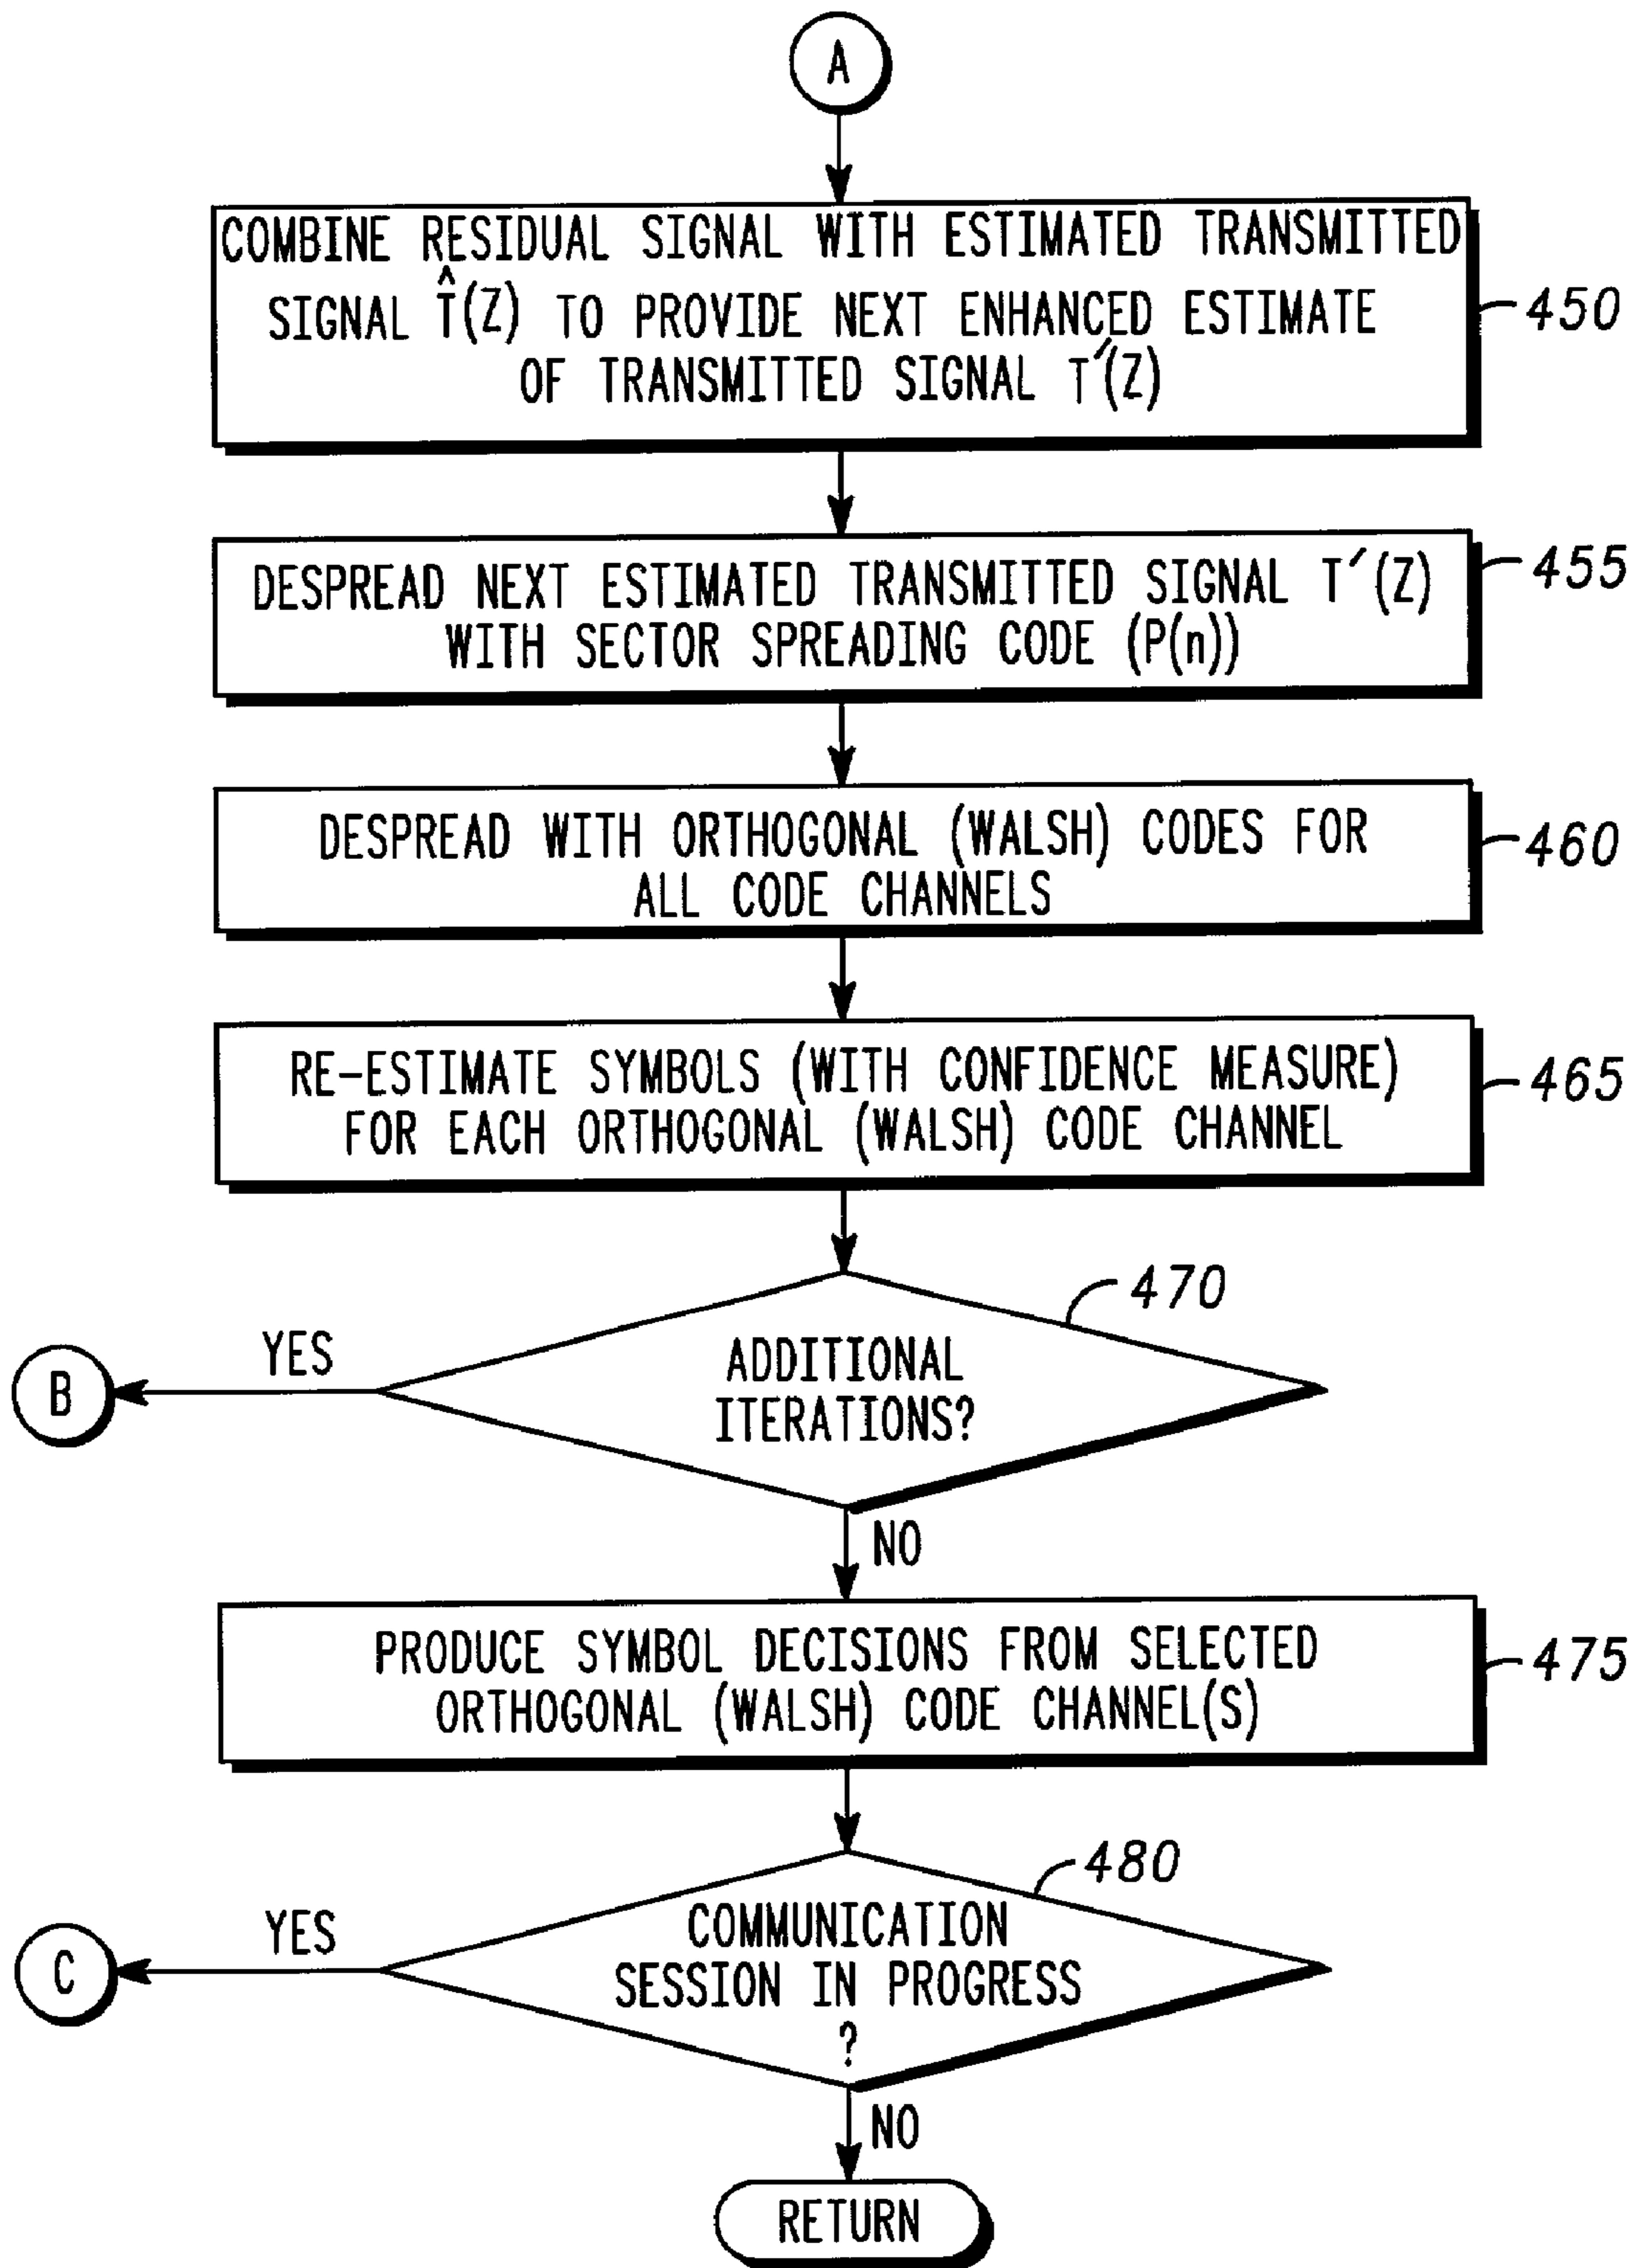 A
COMBINE RESIDUAL SIGNAL WITH ESTIMATED TRANSMITTED
SIGNAL T̂(Z) TO PROVIDE NEXT ENHANCED ESTIMATE
OF TRANSMITTED SIGNAL T′(Z)
450
DESPREAD NEXT ESTIMATED TRANSMITTED SIGNAL T′(Z)
WITH SECTOR SPREADING CODE (P(n))
455
DESPREAD WITH ORTHOGONAL (WALSH) CODES FOR
ALL CODE CHANNELS
460
RE-ESTIMATE SYMBOLS (WITH CONFIDENCE MEASURE)
FOR EACH ORTHOGONAL (WALSH) CODE CHANNEL
465
470
ADDITIONAL
ITERATIONS?
YES
B
NO
PRODUCE SYMBOL DECISIONS FROM SELECTED
ORTHOGONAL (WALSH) CODE CHANNEL(S)
475
480
COMMUNICATION
SESSION IN PROGRESS
?
YES
C
NO
RETURN